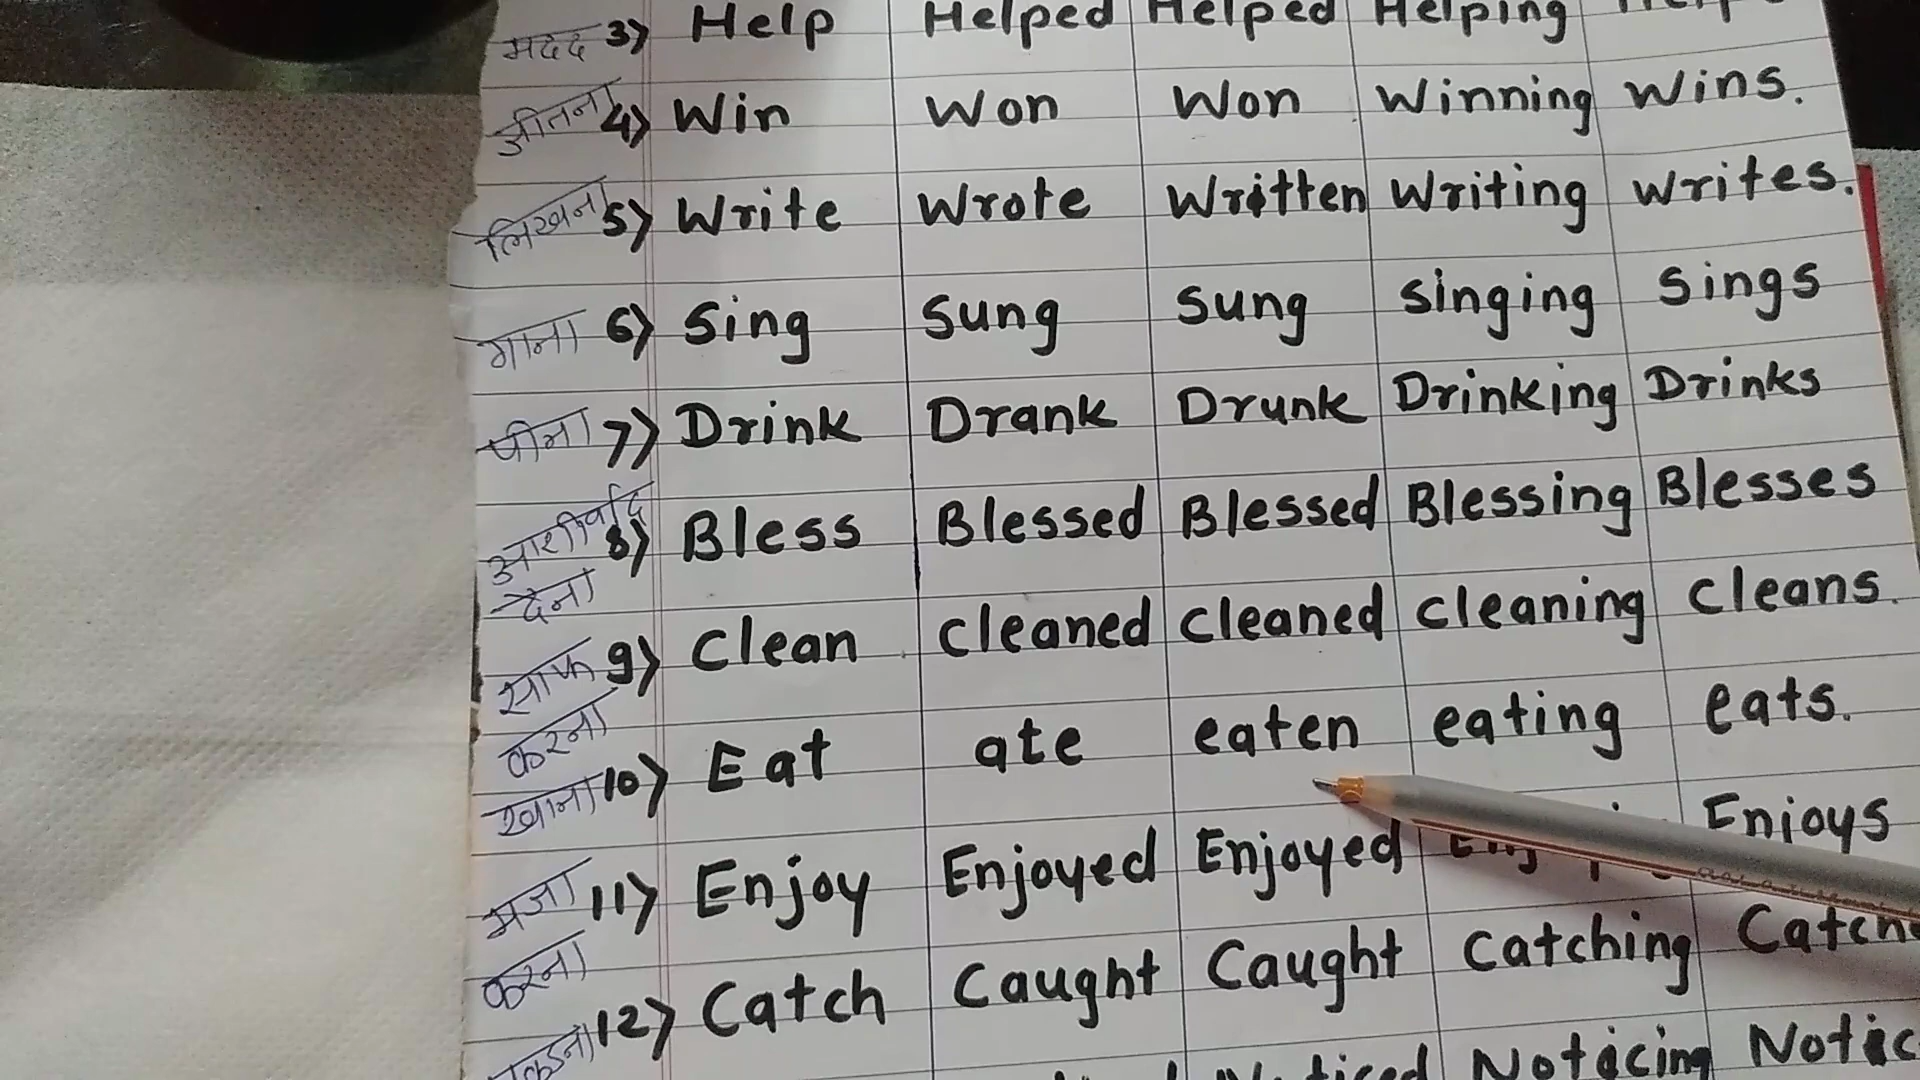 मदद 3) Help Helped Helped Helping
जीतना 4) Win Won Won Winning Wins.
लिखना 5) Write Wrote Written Writing Writes.
गाना 6) Sing Sung Sung Singing Sings
पीना 7) Drink Drank Drunk Drinking Drinks
आशीर्वाद देना 8) Bless Blessed Blessed Blessing Blesses
साफ करना 9) Clean Cleaned Cleaned Cleaning Cleans.
खाना 10) Eat ate eaten eating eats.
मजा करना 11) Enjoy Enjoyed Enjoyed Enjoys
12) Catch Caught Caught Catching
Noticing